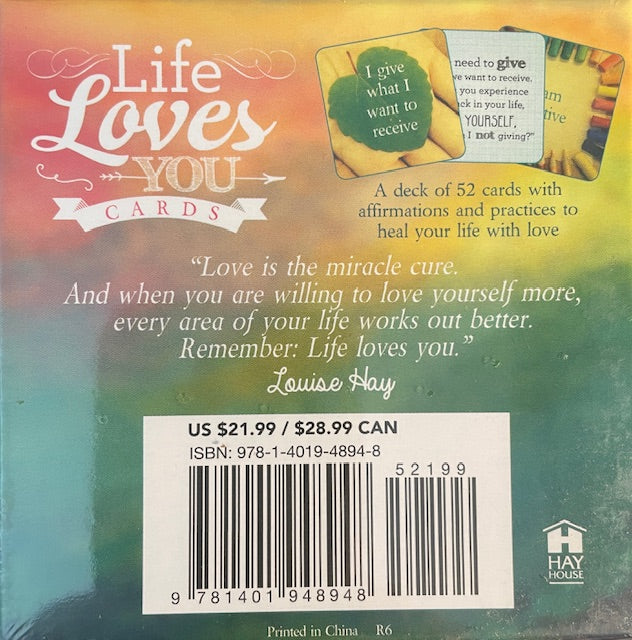 Life
Loves
YOU
CARDS
I give
what I
want to
receive
need to give
we want to receive.
you experience
in your life,
YOURSELF,
I not giving?"
A deck of 52 cards with
affirmations and practices to
heal your life with love
“Love is the miracle cure.
And when you are willing to love yourself more,
every area of your life works out better.
Remember: Life loves you.”
Louise Hay
US $21.99 / $28.99 CAN
ISBN: 978-1-4019-4894-8
52199
9 781401 948948
HAY
HOUSE
Printed in China R6